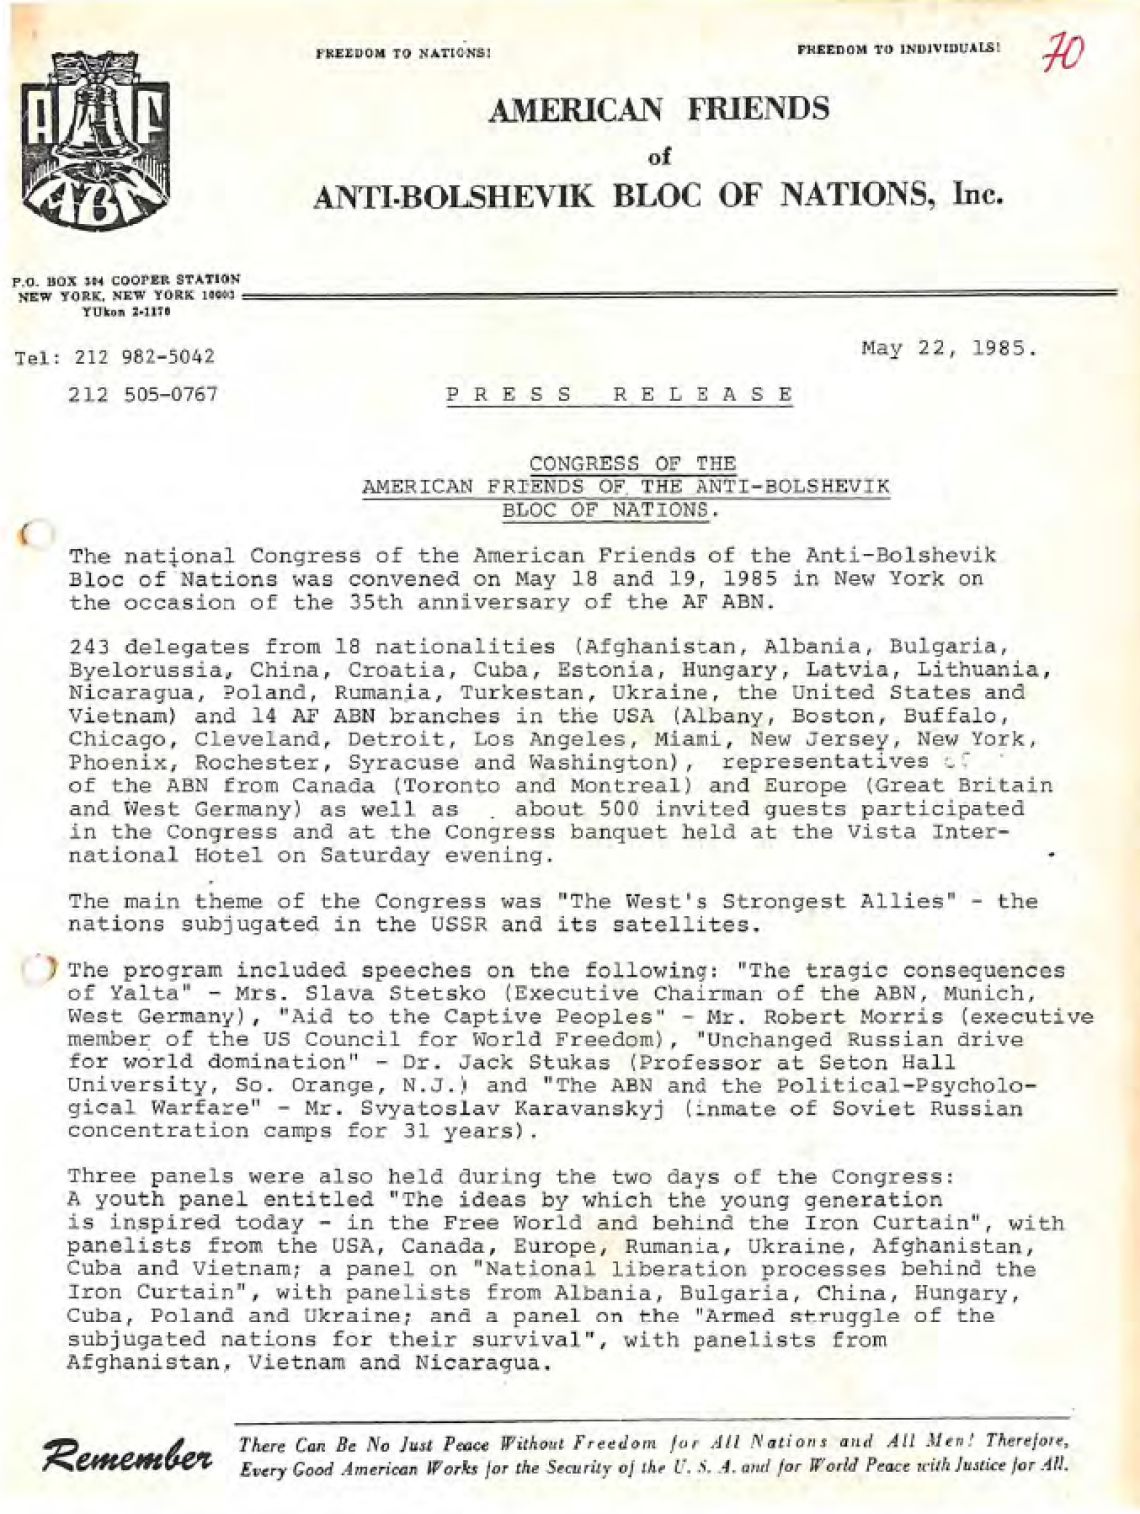 FREEDOM TO NATIONS!
FREEDOM TO INDIVIDUALS!
70
AMERICAN FRIENDS
of
ANTI-BOLSHEVIK BLOC OF NATIONS, Inc.
A F
ABN
P.O. BOX 304 COOPER STATION
NEW YORK, NEW YORK 10003
YUkon 2-1170
Tel: 212 982-5042
May 22, 1985.
212 505-0767
PRESS RELEASE
CONGRESS OF THE
AMERICAN FRIENDS OF THE ANTI-BOLSHEVIK
BLOC OF NATIONS.
The national Congress of the American Friends of the Anti-Bolshevik
Bloc of Nations was convened on May 18 and 19, 1985 in New York on
the occasion of the 35th anniversary of the AF ABN.
243 delegates from 18 nationalities (Afghanistan, Albania, Bulgaria,
Byelorussia, China, Croatia, Cuba, Estonia, Hungary, Latvia, Lithuania,
Nicaragua, Poland, Rumania, Turkestan, Ukraine, the United States and
Vietnam) and 14 AF ABN branches in the USA (Albany, Boston, Buffalo,
Chicago, Cleveland, Detroit, Los Angeles, Miami, New Jersey, New York,
Phoenix, Rochester, Syracuse and Washington), representatives
of the ABN from Canada (Toronto and Montreal) and Europe (Great Britain
and West Germany) as well as about 500 invited guests participated
in the Congress and at the Congress banquet held at the Vista Inter-
national Hotel on Saturday evening.
The main theme of the Congress was "The West's Strongest Allies" - the
nations subjugated in the USSR and its satellites.
The program included speeches on the following: "The tragic consequences
of Yalta" - Mrs. Slava Stetsko (Executive Chairman of the ABN, Munich,
West Germany), "Aid to the Captive Peoples" - Mr. Robert Morris (executive
member of the US Council for World Freedom), "Unchanged Russian drive
for world domination" - Dr. Jack Stukas (Professor at Seton Hall
University, So. Orange, N.J.) and "The ABN and the Political-Psycholo-
gical Warfare" - Mr. Svyatoslav Karavanskyj (inmate of Soviet Russian
concentration camps for 31 years).
Three panels were also held during the two days of the Congress:
A youth panel entitled "The ideas by which the young generation
is inspired today - in the Free World and behind the Iron Curtain", with
panelists from the USA, Canada, Europe, Rumania, Ukraine, Afghanistan,
Cuba and Vietnam; a panel on "National liberation processes behind the
Iron Curtain", with panelists from Albania, Bulgaria, China, Hungary,
Cuba, Poland and Ukraine; and a panel on the "Armed struggle of the
subjugated nations for their survival", with panelists from
Afghanistan, Vietnam and Nicaragua.
Remember
There Can Be No Just Peace Without Freedom for All Nations and All Men! Therefore,
Every Good American Works for the Security of the U. S. A. and for World Peace with Justice for All.